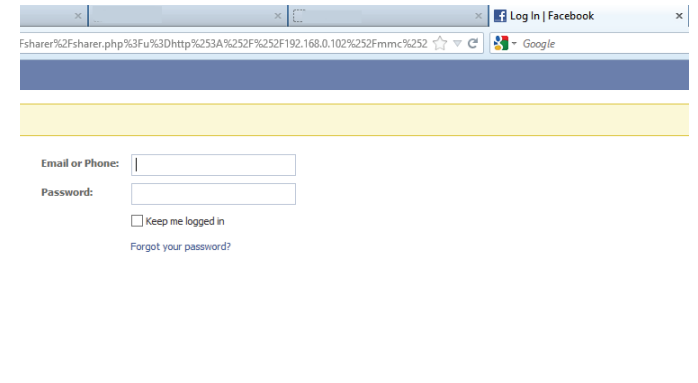 Log In | Facebook
Fsharer%2Fsharer.php%3Fu%3Dhttp%253A%252F%252F192.168.0.102%252Fmmc%252
Google
Email or Phone:
Password:
Keep me logged in
Forgot your password?